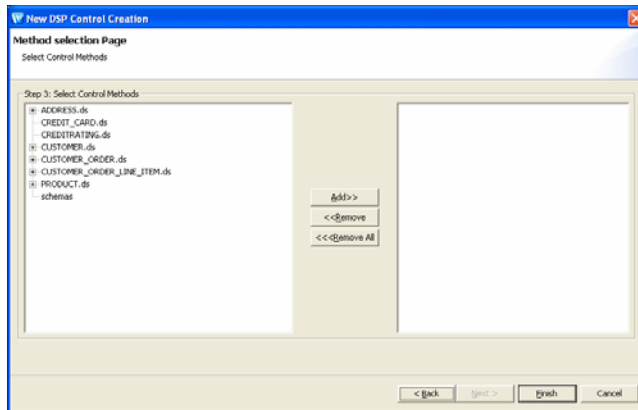 New DSP Control Creation
Method selection Page
Select Control Methods
Step 3: Select Control Methods
ADDRESS.ds
CREDIT_CARD.ds
CREDITRATING.ds
CUSTOMER.ds
CUSTOMER_ORDER.ds
CUSTOMER_ORDER_LINE_ITEM.ds
PRODUCT.ds
schemas
Add>>
<<Remove
<<<Remove All
< Back
Next >
Finish
Cancel